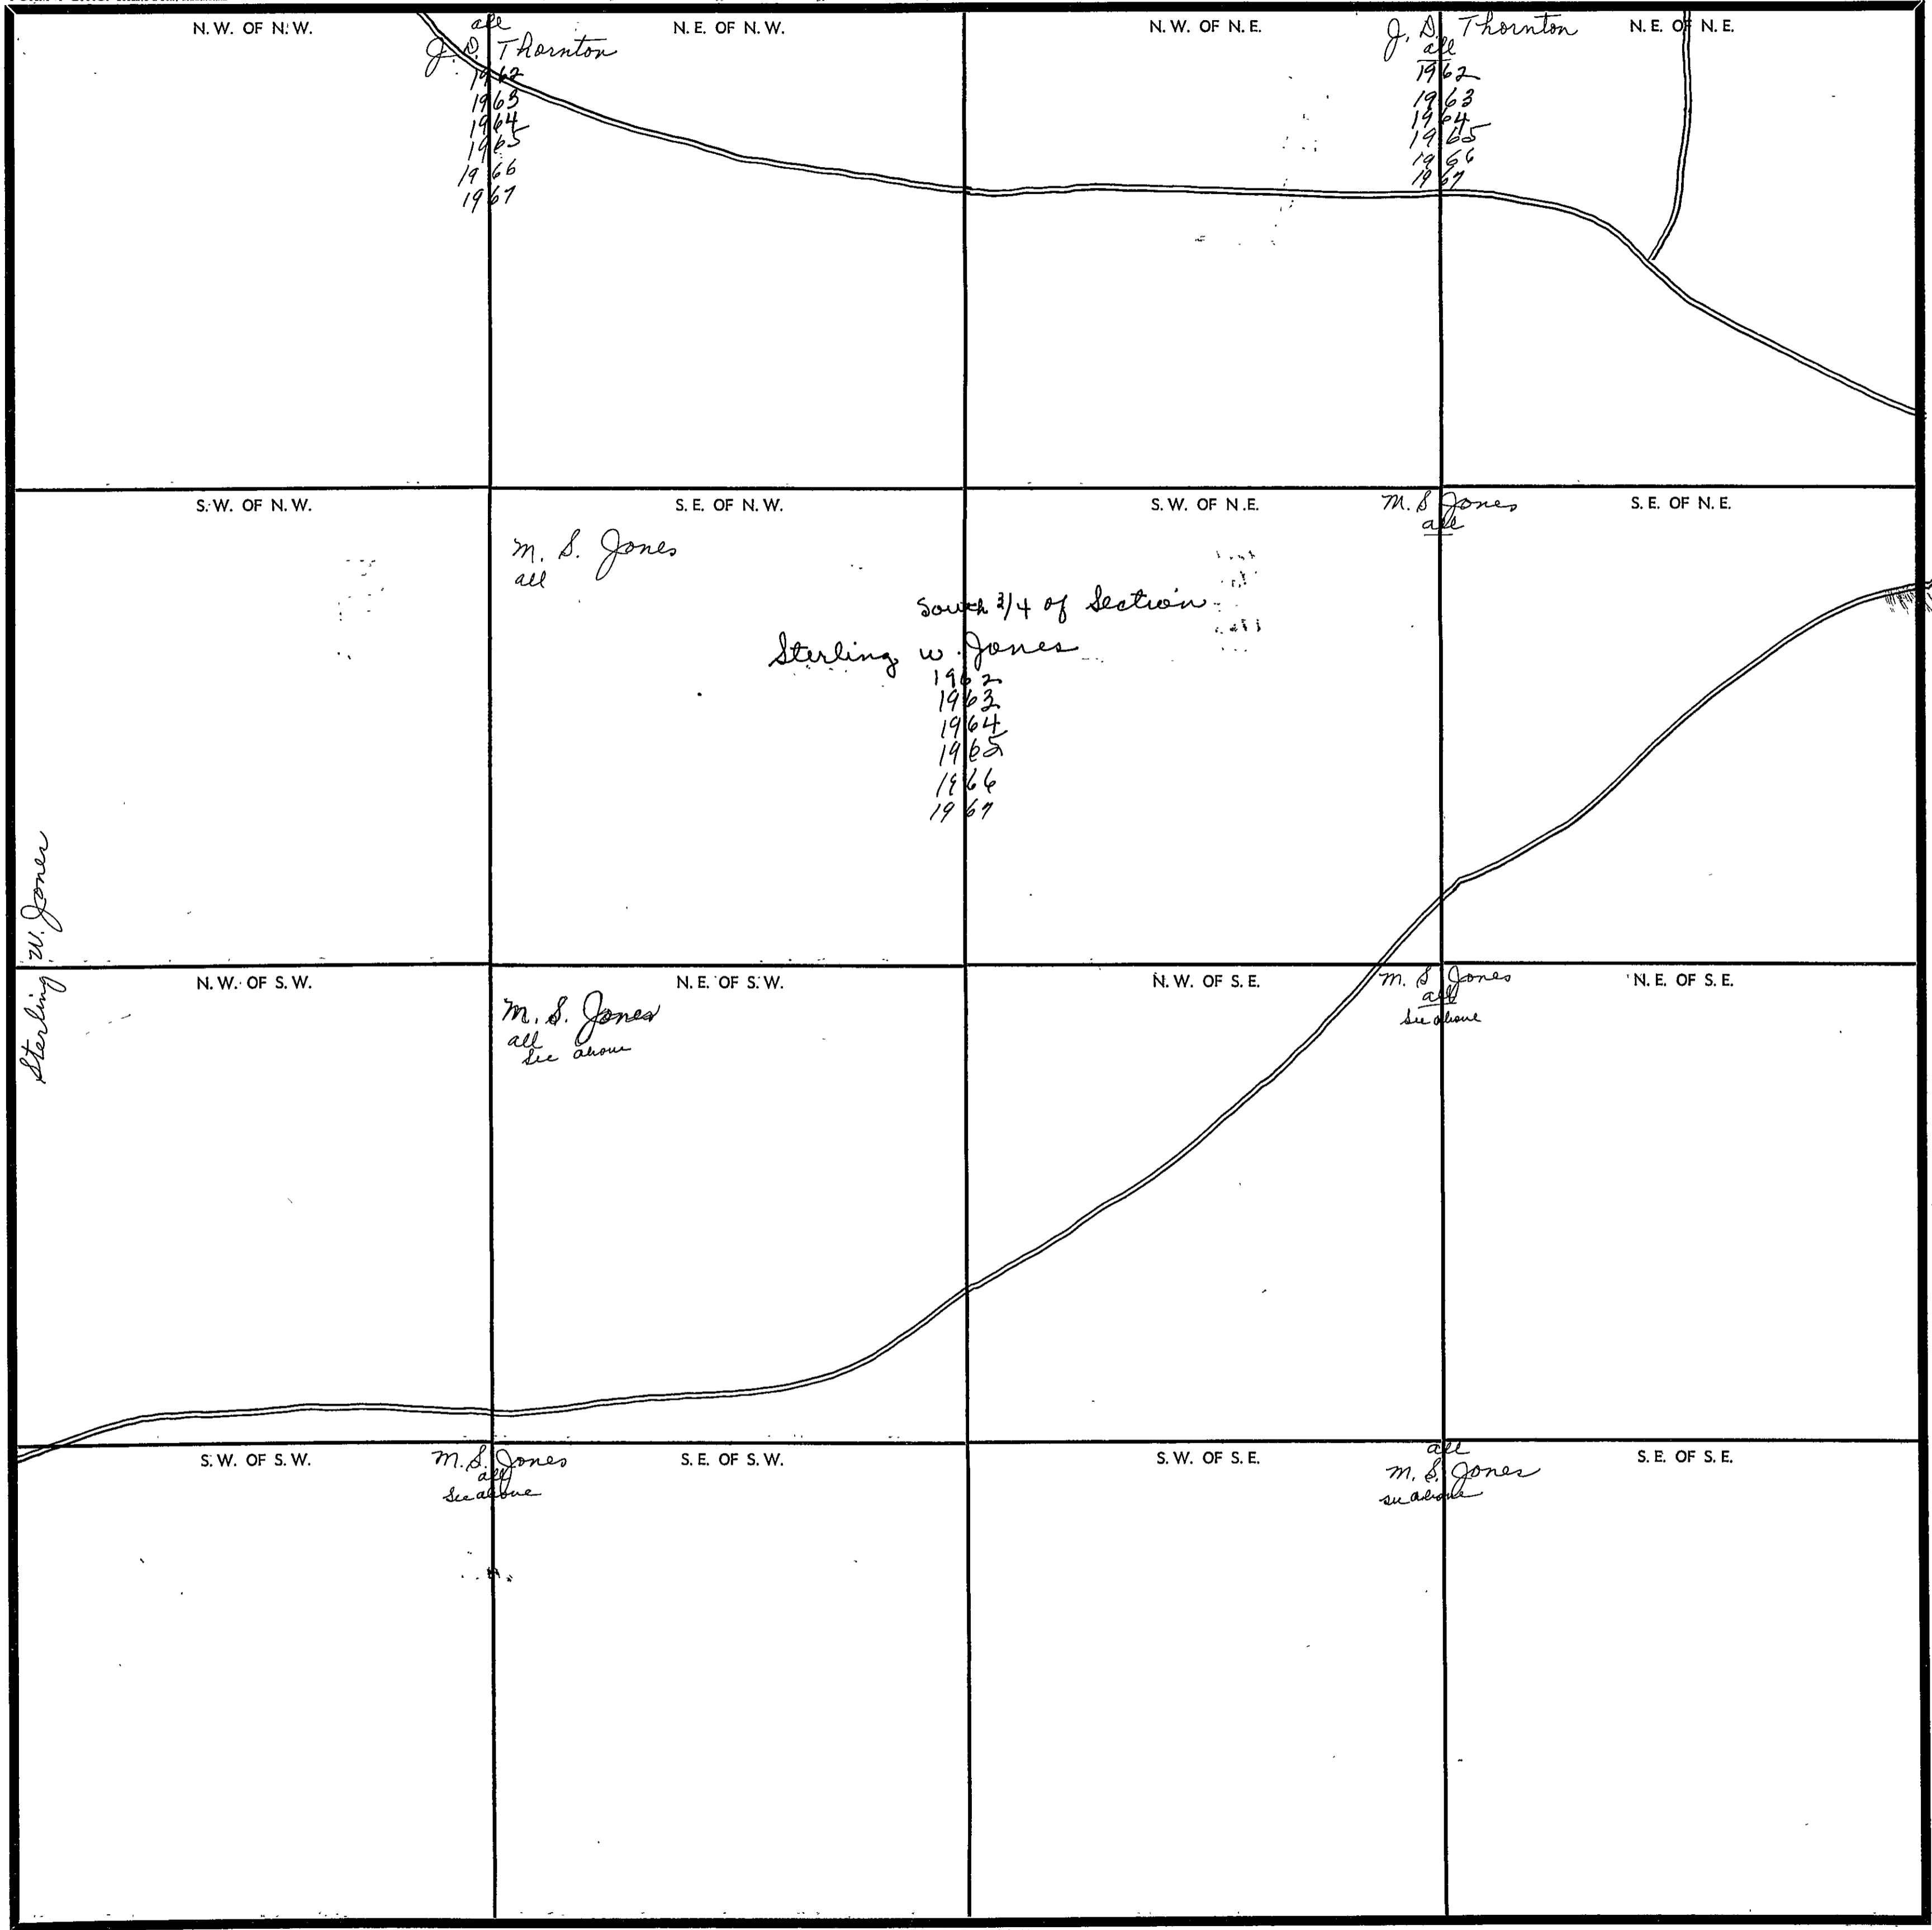 N. W. OF N. W.
all
J. D. Thornton
1962
1963
1964
1965
1966
1967
N. E. OF N. W.
N. W. OF N. E.
J. D. Thornton
all
1962
1963
1964
1965
1966
1967
N. E. OF N. E.
S. W. OF N. W.
S. E. OF N. W.
M. S. Jones
all
S. W. OF N. E.
M. S Jones
all
S. E. OF N. E.
South 3/4 of Section
Sterling W. Jones
1962
1963
1964
1965
1966
1967
Sterling W. Jones
N. W. OF S. W.
N. E. OF S. W.
M. S. Jones
all
See above
N. W. OF S. E.
M. S Jones
all
See above
N. E. OF S. E.
S. W. OF S. W.
M. S. Jones
all
See above
S. E. OF S. W.
S. W. OF S. E.
all
M. S. Jones
see above
S. E. OF S. E.